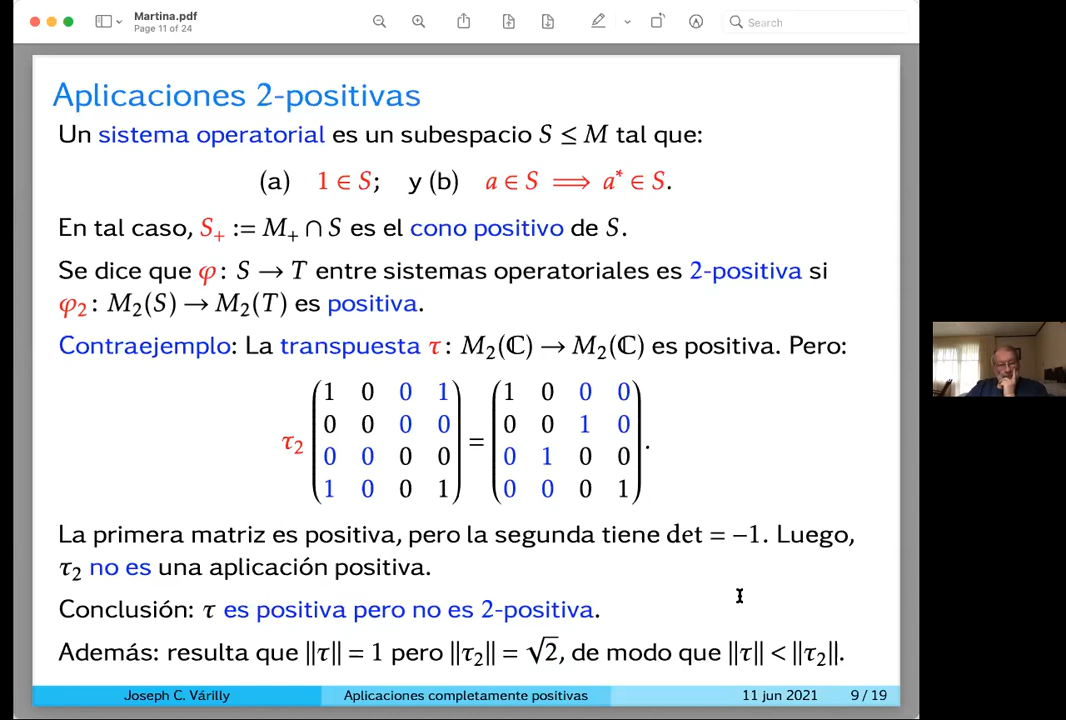 Martina.pdf
Page 11 of 24
Search
Aplicaciones 2-positivas
Un sistema operatorial es un subespacio S ≤ M tal que:
(a) 1 ∈ S; y (b) a ∈ S ⟹ a* ∈ S.
En tal caso, S₊ := M₊ ∩ S es el cono positivo de S.
Se dice que φ: S → T entre sistemas operatoriales es 2-positiva si
φ₂: M₂(S) → M₂(T) es positiva.
Contraejemplo: La transpuesta τ: M₂(ℂ) → M₂(ℂ) es positiva. Pero:
1 0 0 1 1 0 0 0
0 0 0 0 0 0 1 0
τ₂ = .
0 0 0 0 0 1 0 0
1 0 0 1 0 0 0 1
La primera matriz es positiva, pero la segunda tiene det = −1. Luego,
τ₂ no es una aplicación positiva.
Conclusión: τ es positiva pero no es 2-positiva.
Además: resulta que ‖τ‖ = 1 pero ‖τ₂‖ = √2, de modo que ‖τ‖ < ‖τ₂‖.
Joseph C. Várilly Aplicaciones completamente positivas 11 jun 2021 9 / 19